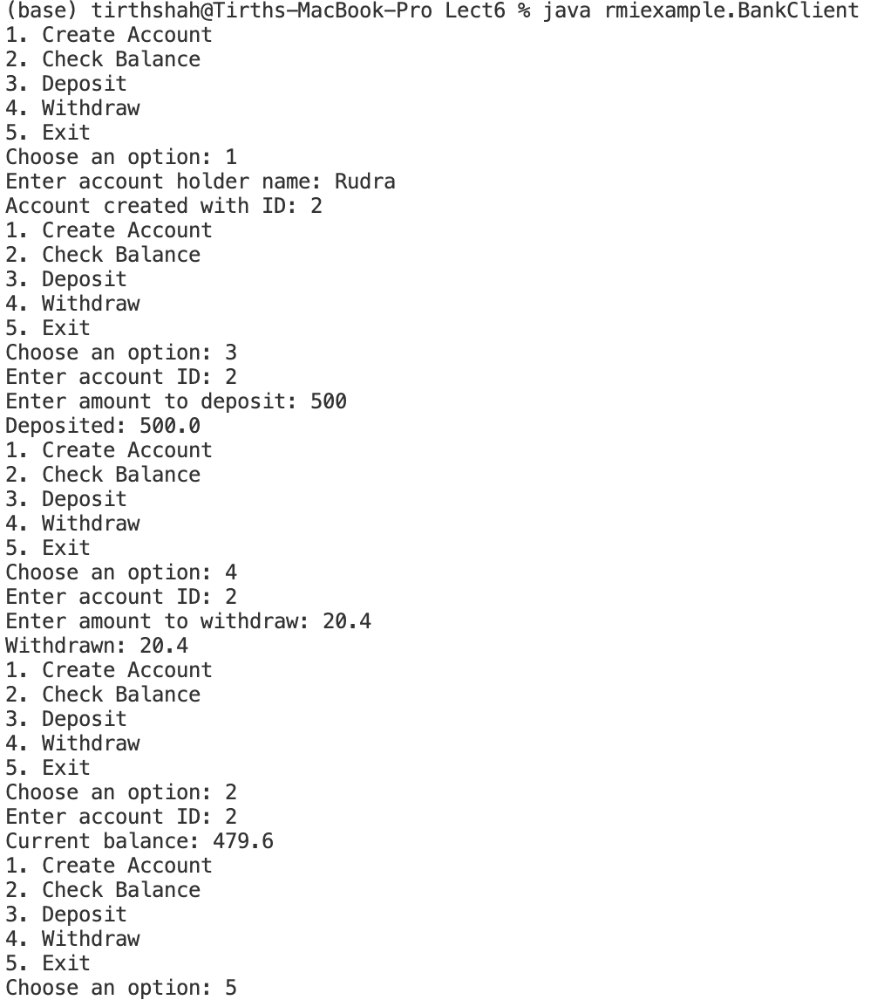 (base) tirthshah@Tirths-MacBook-Pro Lect6 % java rmiexample.BankClient
1. Create Account
2. Check Balance
3. Deposit
4. Withdraw
5. Exit
Choose an option: 1
Enter account holder name: Rudra
Account created with ID: 2
1. Create Account
2. Check Balance
3. Deposit
4. Withdraw
5. Exit
Choose an option: 3
Enter account ID: 2
Enter amount to deposit: 500
Deposited: 500.0
1. Create Account
2. Check Balance
3. Deposit
4. Withdraw
5. Exit
Choose an option: 4
Enter account ID: 2
Enter amount to withdraw: 20.4
Withdrawn: 20.4
1. Create Account
2. Check Balance
3. Deposit
4. Withdraw
5. Exit
Choose an option: 2
Enter account ID: 2
Current balance: 479.6
1. Create Account
2. Check Balance
3. Deposit
4. Withdraw
5. Exit
Choose an option: 5